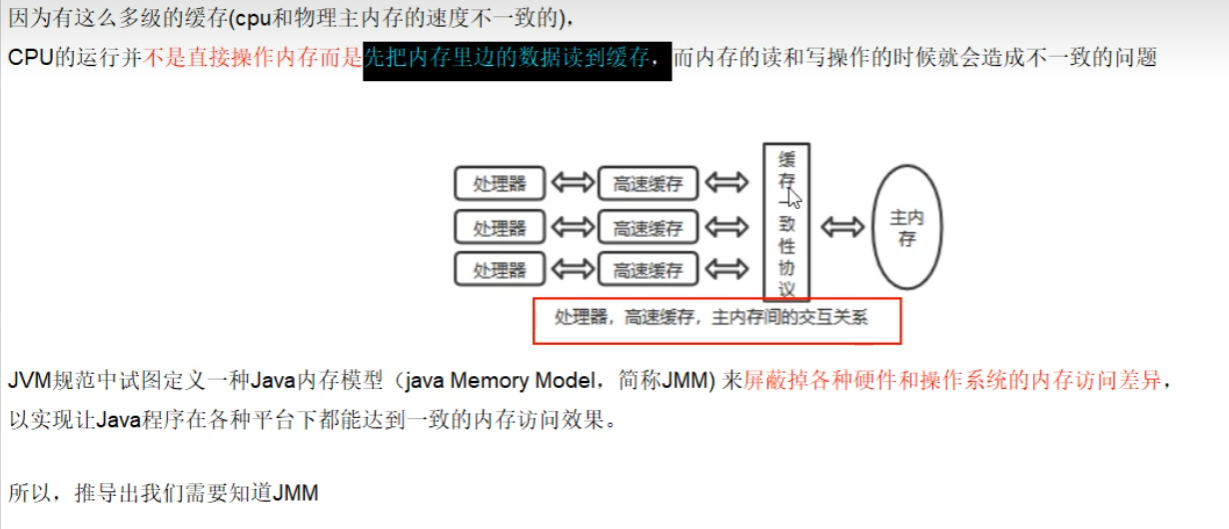 因为有这么多级的缓存(cpu和物理主内存的速度不一致的)，
CPU的运行并不是直接操作内存而是先把内存里边的数据读到缓存，而内存的读和写操作的时候就会造成不一致的问题
处理器 高速缓存
处理器 高速缓存
处理器 高速缓存
缓存一致性协议
主内存
处理器，高速缓存，主内存间的交互关系
JVM规范中试图定义一种Java内存模型（java Memory Model，简称JMM) 来屏蔽掉各种硬件和操作系统的内存访问差异，
以实现让Java程序在各种平台下都能达到一致的内存访问效果。
所以，推导出我们需要知道JMM